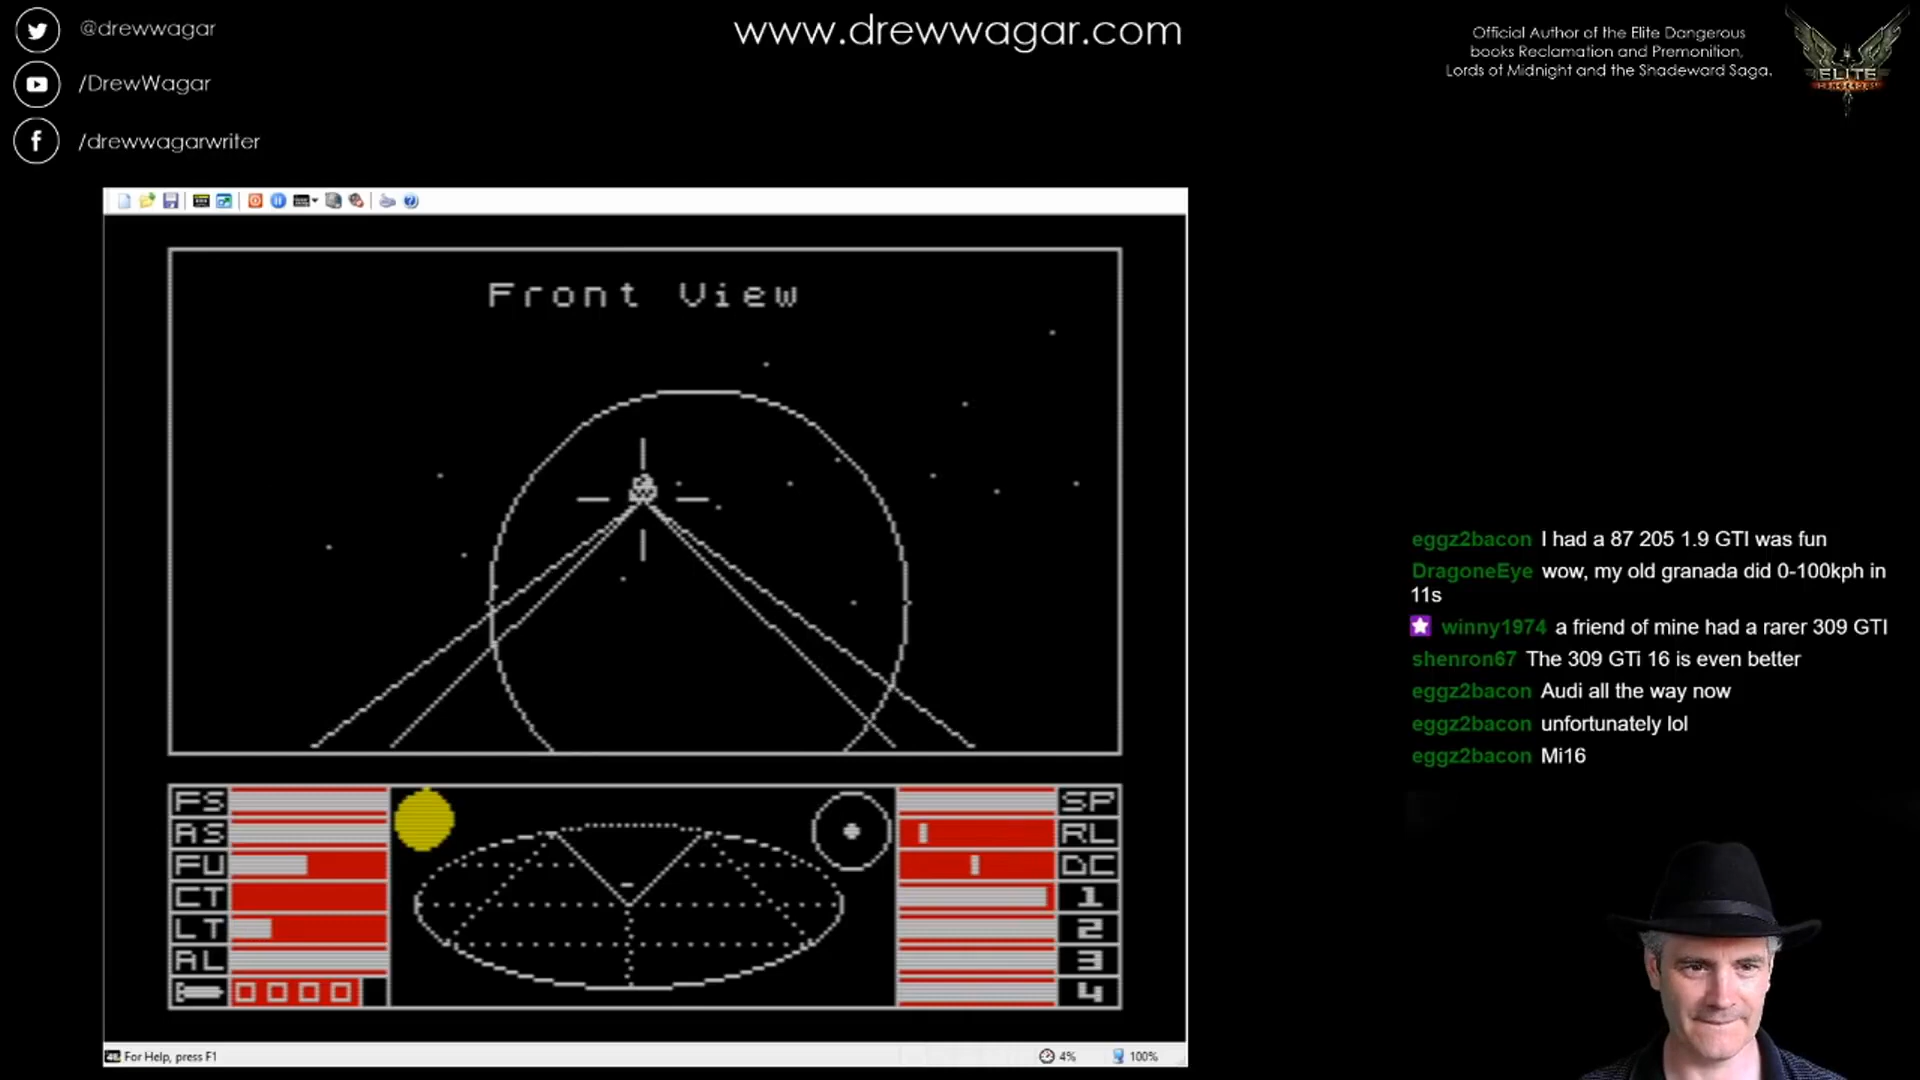 @drewwagar
/DrewWagar
/drewwagarwriter
www.drewwagar.com
Official Author of the Elite Dangerous
books Reclamation and Premonition,
Lords of Midnight and the Shadeward Saga.
ELITE
DANGEROUS
Front View
FS
AS
FU
CT
LT
AL
SP
RL
DC
1
2
3
4
For Help, press F1
4%
100%
eggz2bacon I had a 87 205 1.9 GTI was fun
DragoneEye wow, my old granada did 0-100kph in
11s
winny1974 a friend of mine had a rarer 309 GTI
shenron67 The 309 GTi 16 is even better
eggz2bacon Audi all the way now
eggz2bacon unfortunately lol
eggz2bacon Mi16